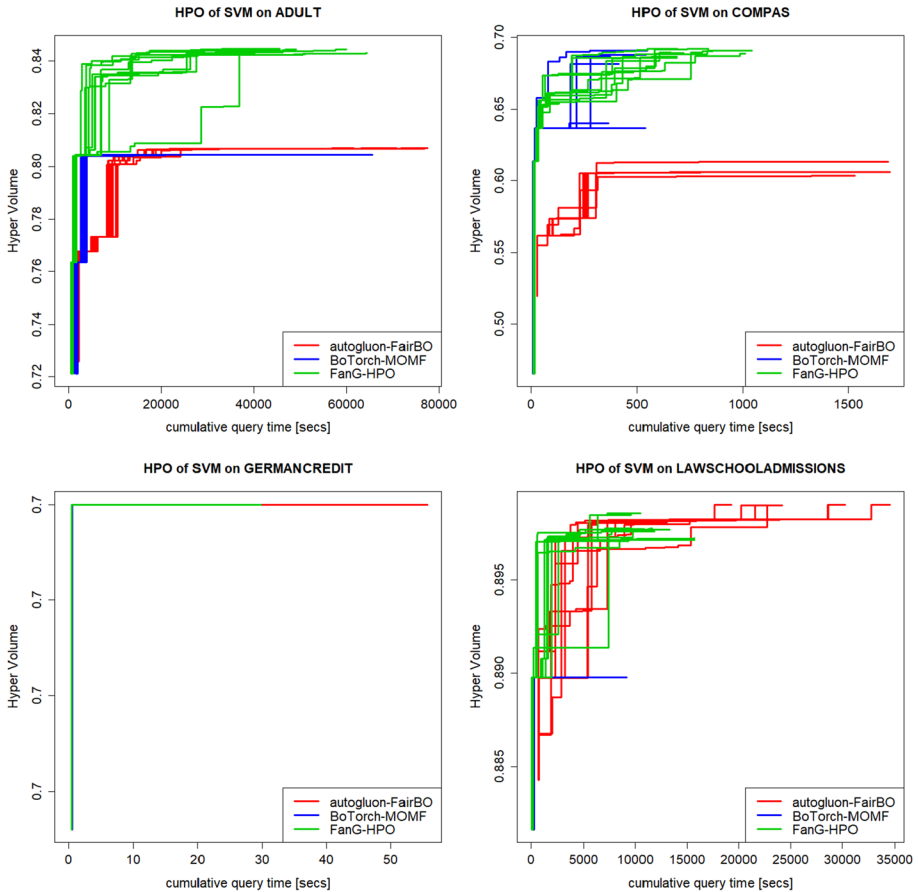 HPO of SVM on ADULT
Hyper Volume
0.84
0.82
0.80
0.78
0.76
0.74
0.72
0
20000
40000
60000
80000
cumulative query time [secs]
autogluon-FairBO
BoTorch-MOMF
FanG-HPO
HPO of SVM on COMPAS
Hyper Volume
0.70
0.65
0.60
0.55
0.50
0
500
1000
1500
cumulative query time [secs]
autogluon-FairBO
BoTorch-MOMF
FanG-HPO
HPO of SVM on GERMANCREDIT
Hyper Volume
0.7
0.7
0.7
0.7
0
10
20
30
40
50
cumulative query time [secs]
autogluon-FairBO
BoTorch-MOMF
FanG-HPO
HPO of SVM on LAWSCHOOLADMISSIONS
Hyper Volume
0.895
0.890
0.885
0
5000
10000
15000
20000
25000
30000
35000
cumulative query time [secs]
autogluon-FairBO
BoTorch-MOMF
FanG-HPO